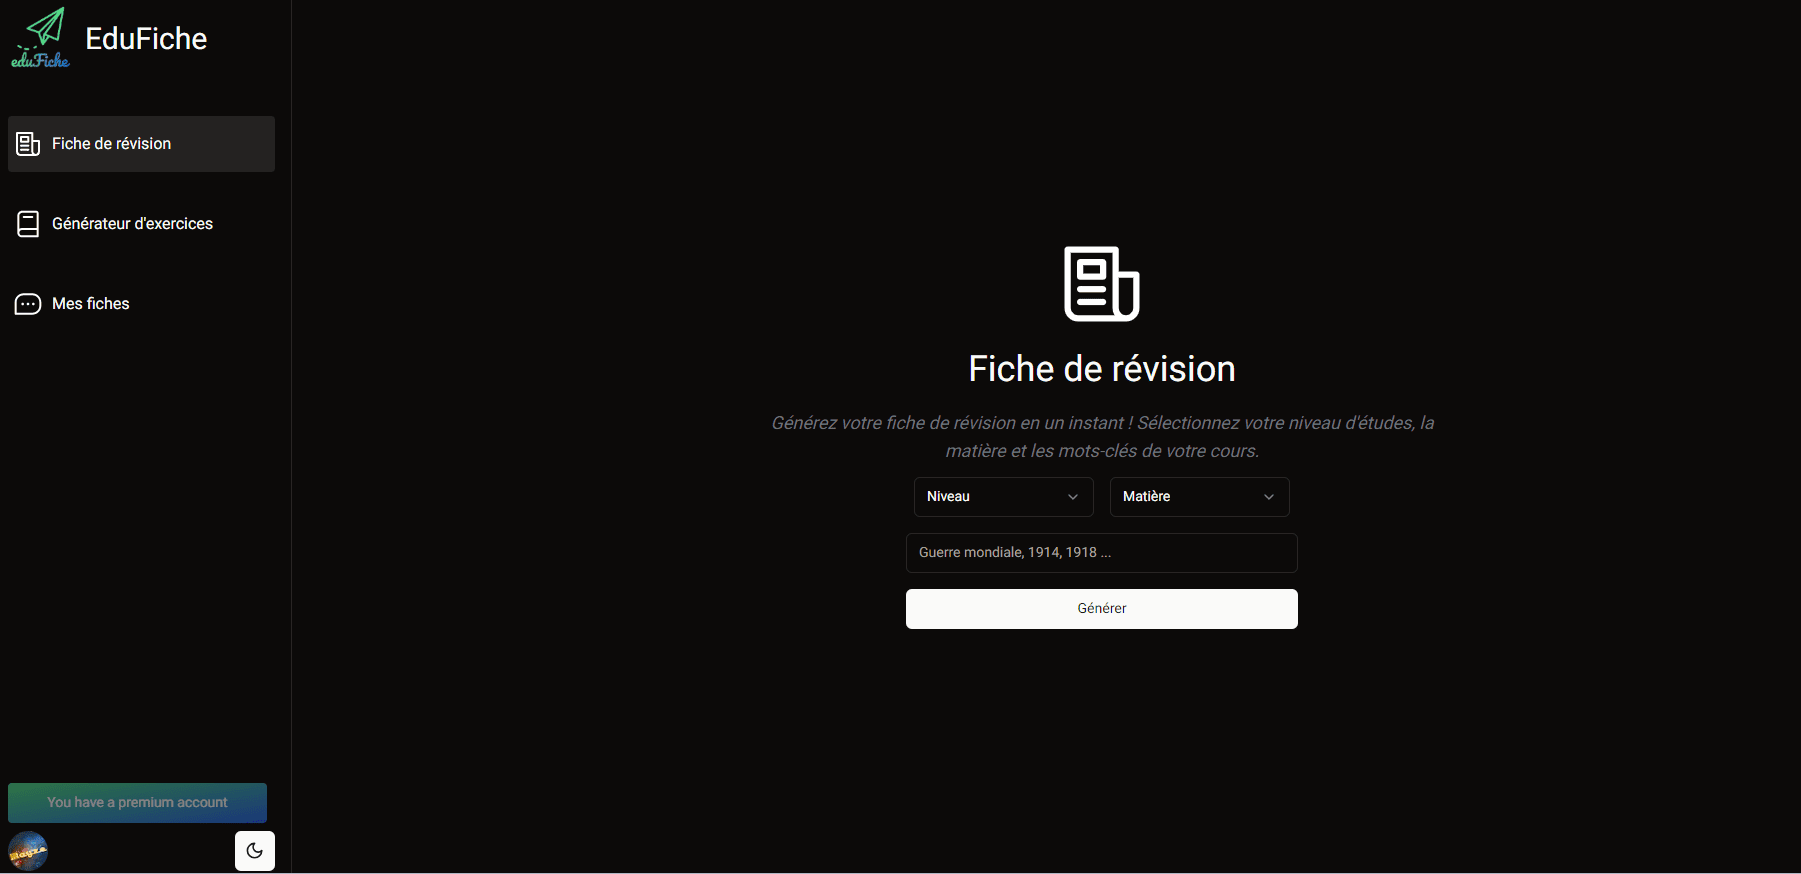 eduFiche
EduFiche
Fiche de révision
Générateur d'exercices
Mes fiches
Fiche de révision
Générez votre fiche de révision en un instant ! Sélectionnez votre niveau d'études, la
matière et les mots-clés de votre cours.
Niveau
Matière
Guerre mondiale, 1914, 1918 ...
Générer
You have a premium account